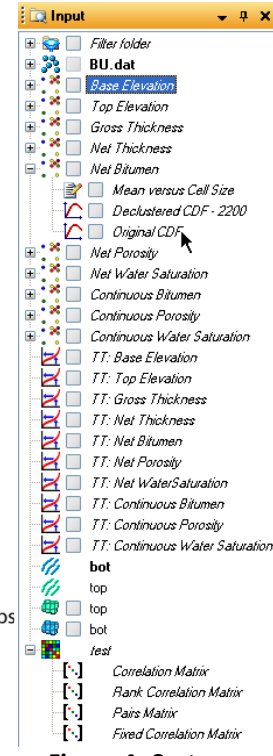 Input
Filter folder
BU.dat
Base Elevation
Top Elevation
Gross Thickness
Net Thickness
Net Bitumen
Mean versus Cell Size
Declustered CDF - 2200
Original CDF
Net Porosity
Net Water Saturation
Continuous Bitumen
Continuous Porosity
Continuous Water Saturation
TT: Base Elevation
TT: Top Elevation
TT: Gross Thickness
TT: Net Thickness
TT: Net Bitumen
TT: Net Porosity
TT: Net WaterSaturation
TT: Continuous Bitumen
TT: Continuous Porosity
TT: Continuous Water Saturation
bot
top
top
bot
test
Correlation Matrix
Rank Correlation Matrix
Pairs Matrix
Fixed Correlation Matrix